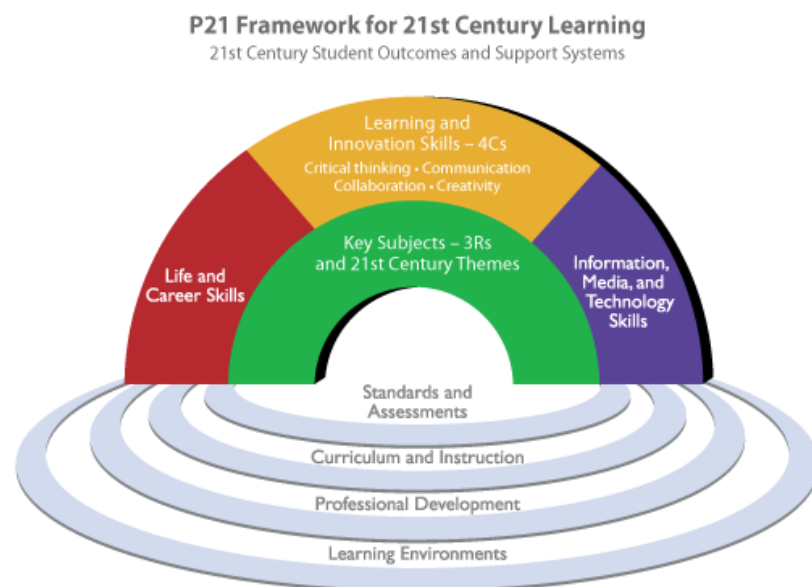 P21 Framework for 21st Century Learning
21st Century Student Outcomes and Support Systems
Learning and
Innovation Skills – 4Cs
Critical thinking • Communication
Collaboration • Creativity
Key Subjects – 3Rs
and 21st Century Themes
Life and
Career Skills
Information,
Media, and
Technology
Skills
Standards and
Assessments
Curriculum and Instruction
Professional Development
Learning Environments